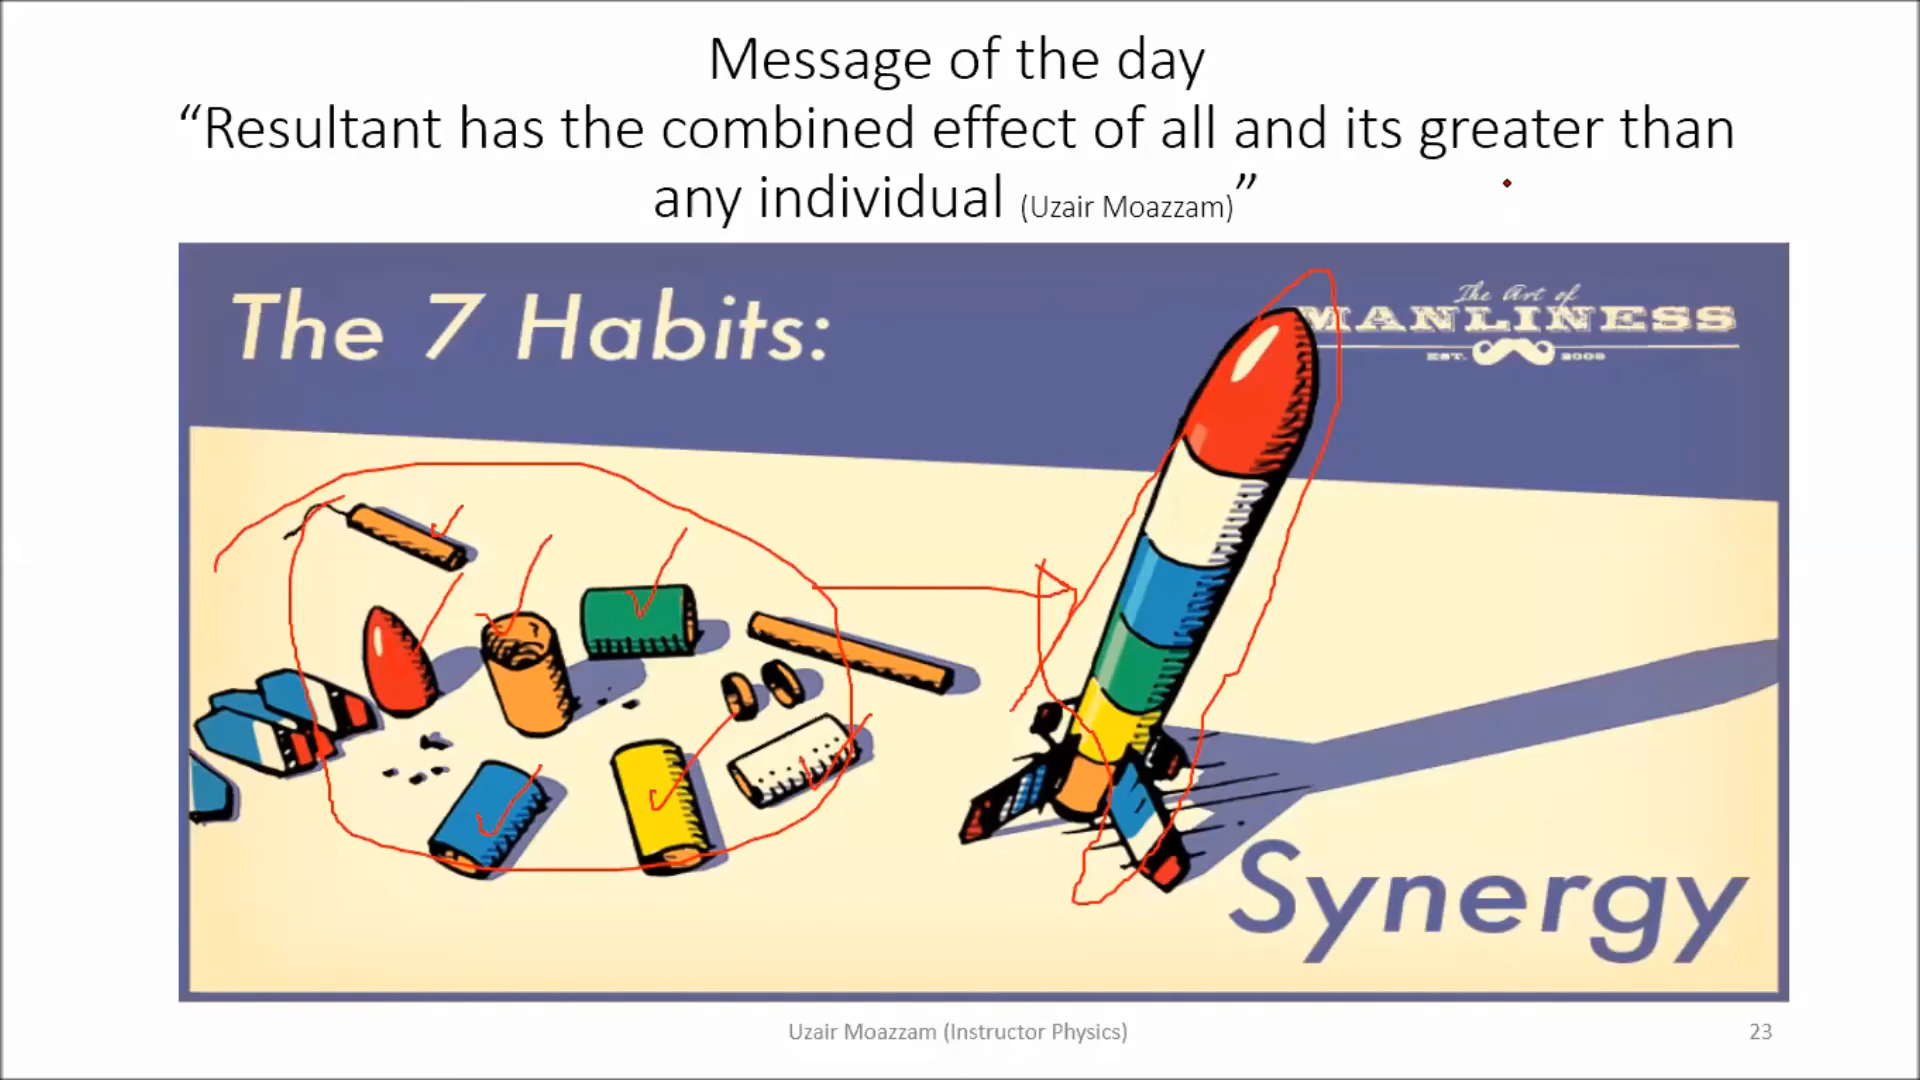 Message of the day
“Resultant has the combined effect of all and its greater than
any individual (Uzair Moazzam)”
The 7 Habits:
The Art of
MANLINESS
EST. 2008
Synergy
Uzair Moazzam (Instructor Physics)
23